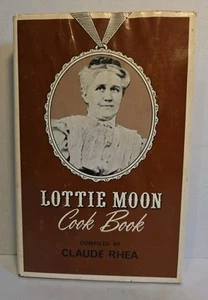 LOTTIE MOON
Cook Book
COMPILED BY
CLAUDE RHEA